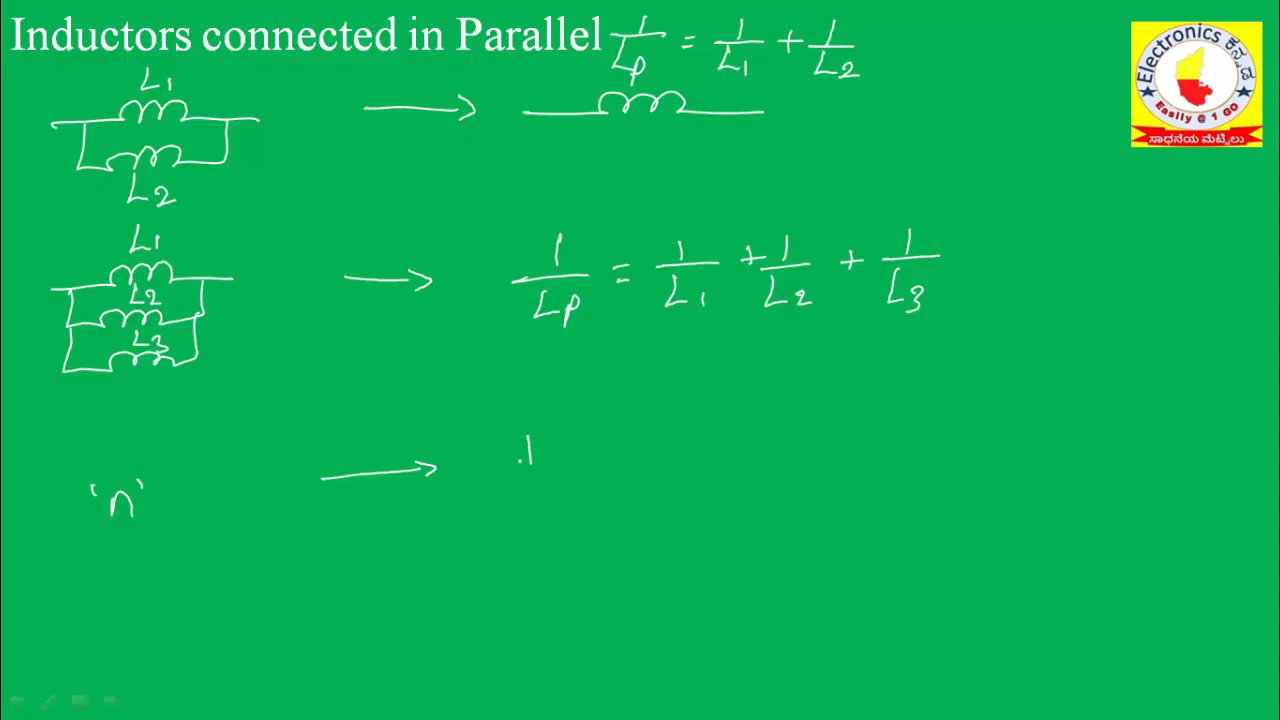 Inductors connected in Parallel 1/Lp = 1/L1 + 1/L2
L1
L2
L1
L2
L3
1/Lp = 1/L1 + 1/L2 + 1/L3
'n'
Electronics ಕನ್ನಡ
Easily @ 1 GO
ಸಾಧನೆಯ ಮೆಟ್ಟಿಲು